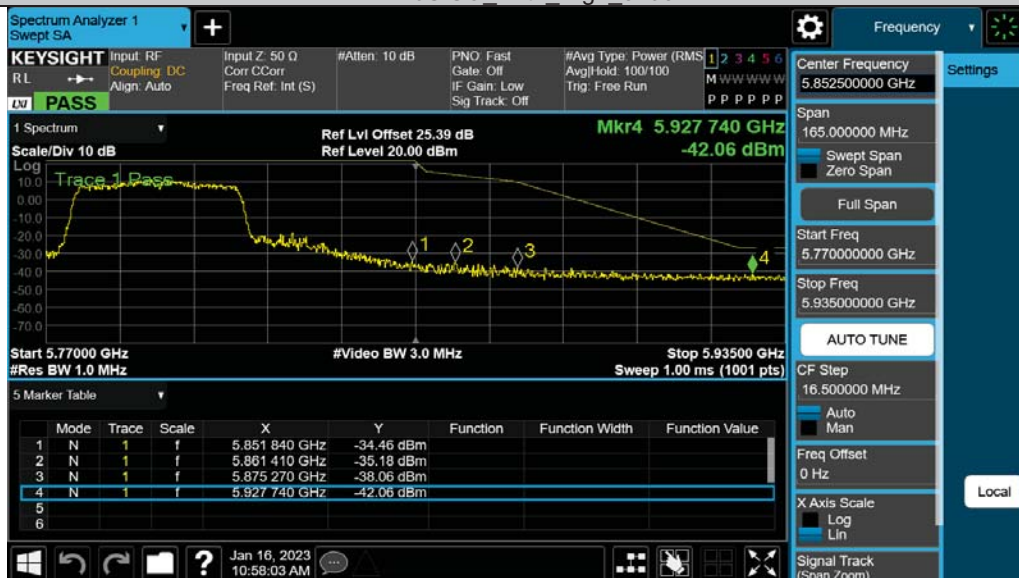 Spectrum Analyzer 1
Swept SA
+
Frequency
KEYSIGHT
RL
LXI PASS
Input: RF
Coupling: DC
Align: Auto
Input Z: 50 Ω
Corr CCorr
Freq Ref: Int (S)
#Atten: 10 dB
PNO: Fast
Gate: Off
IF Gain: Low
Sig Track: Off
#Avg Type: Power (RMS
Avg|Hold: 100/100
Trig: Free Run
1 2 3 4 5 6
M W W W W W
P P P P P P
1 Spectrum
Scale/Div 10 dB
Ref Lvl Offset 25.39 dB
Ref Level 20.00 dBm
Mkr4 5.927 740 GHz
-42.06 dBm
Log
Trace 1 Pass
10.0
0.00
-10.0
-20.0
-30.0
-40.0
-50.0
-60.0
-70.0
1
2
3
4
Start 5.77000 GHz
#Res BW 1.0 MHz
#Video BW 3.0 MHz
Stop 5.93500 GHz
Sweep 1.00 ms (1001 pts)
5 Marker Table
Mode Trace Scale X Y Function Function Width Function Value
1 N 1 f 5.851 840 GHz -34.46 dBm
2 N 1 f 5.861 410 GHz -35.18 dBm
3 N 1 f 5.875 270 GHz -38.06 dBm
4 N 1 f 5.927 740 GHz -42.06 dBm
5
6
?
Jan 16, 2023
10:58:03 AM
Center Frequency
5.852500000 GHz
Settings
Span
165.000000 MHz
Swept Span
Zero Span
Full Span
Start Freq
5.770000000 GHz
Stop Freq
5.935000000 GHz
AUTO TUNE
CF Step
16.500000 MHz
Auto
Man
Freq Offset
0 Hz
Local
X Axis Scale
Log
Lin
Signal Track
(Span Zoom)